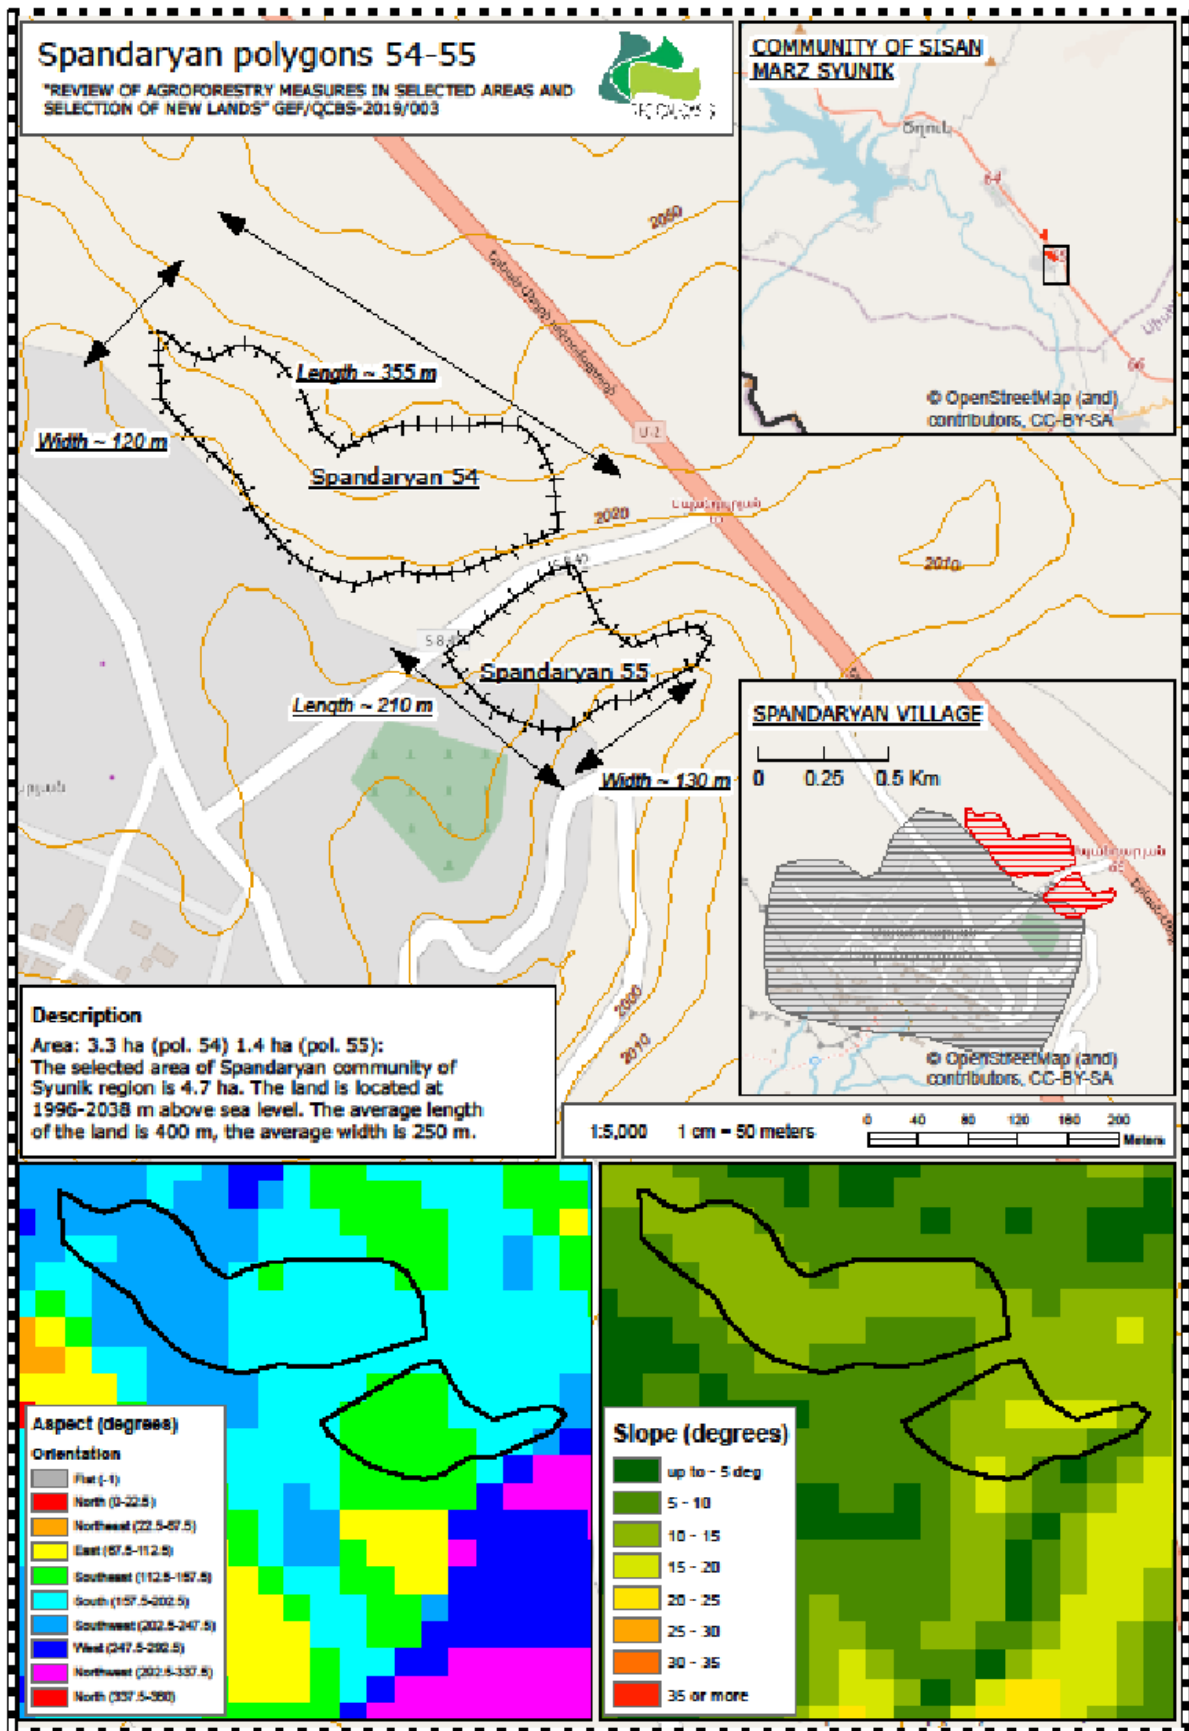 Spandaryan polygons 54-55
"REVIEW OF AGROFORESTRY MEASURES IN SELECTED AREAS AND
SELECTION OF NEW LANDS" GEF/QCBS-2019/003
COMMUNITY OF SISAN
MARZ SYUNIK
Ծղուկ
64
66
© OpenStreetMap (and)
contributors, CC-BY-SA
2040
Length ~ 355 m
Width ~ 120 m
Մ-2
Spandaryan 54
2020
Սպանդարյան
2010
Spandaryan 55
Length ~ 210 m
Width ~ 130 m
SPANDARYAN VILLAGE
0 0.25 0.5 Km
© OpenStreetMap (and)
contributors, CC-BY-SA
2000
2010
Description
Area: 3.3 ha (pol. 54) 1.4 ha (pol. 55):
The selected area of Spandaryan community of
Syunik region is 4.7 ha. The land is located at
1996-2038 m above sea level. The average length
of the land is 400 m, the average width is 250 m.
1:5,000 1 cm = 50 meters
0 40 80 120 160 200
Meters
Aspect (degrees)
Orientation
Flat (-1)
North (0-22.5)
Northeast (22.5-67.5)
East (67.5-112.5)
Southeast (112.5-157.5)
South (157.5-202.5)
Southwest (202.5-247.5)
West (247.5-292.5)
Northwest (292.5-337.5)
North (337.5-360)
Slope (degrees)
up to - 5 deg
5 - 10
10 - 15
15 - 20
20 - 25
25 - 30
30 - 35
35 or more